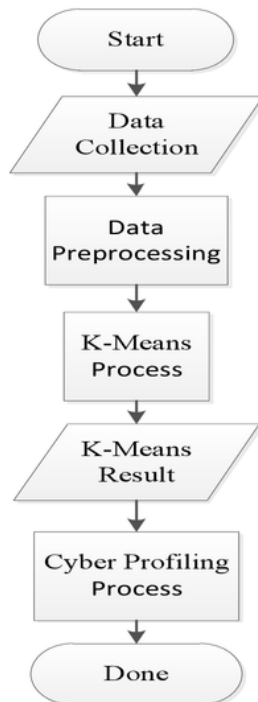 Start
Data
Collection
Data
Preprocessing
K-Means
Process
K-Means
Result
Cyber Profiling
Process
Done